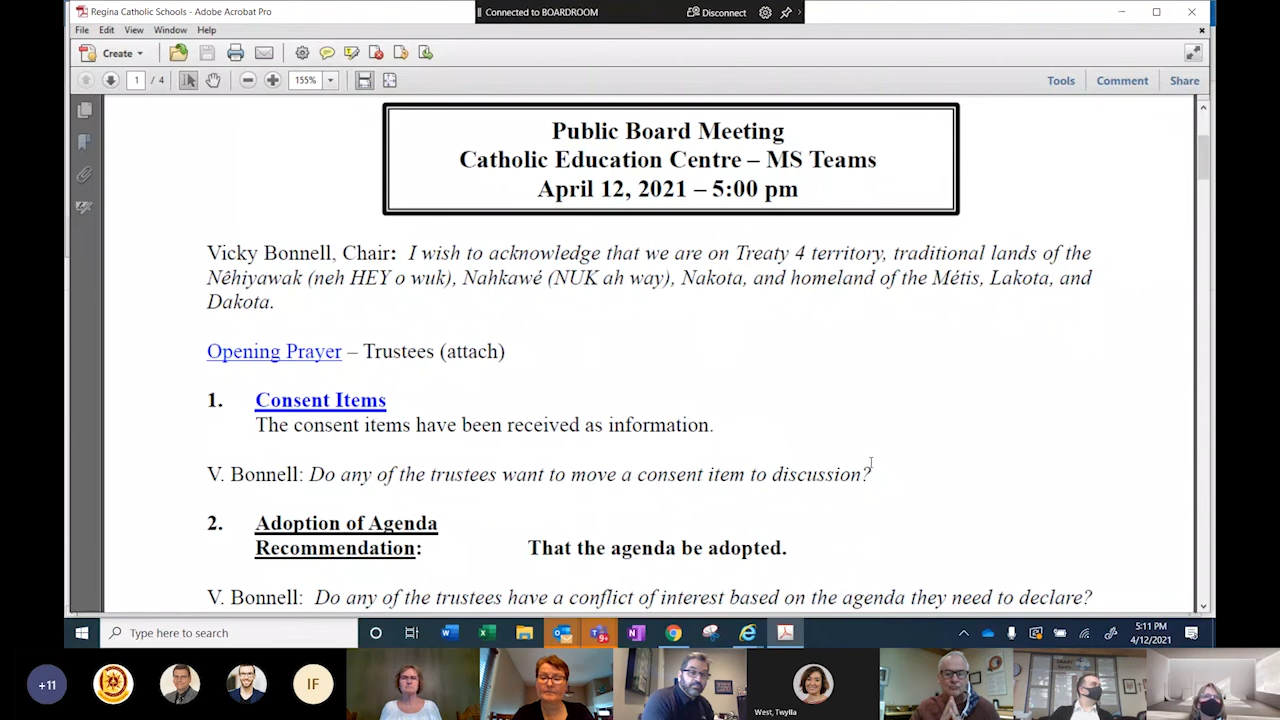 Regina Catholic Schools - Adobe Acrobat Pro
Connected to BOARDROOM
Disconnect
File Edit View Window Help
Create
1 / 4
155%
Tools Comment Share
Public Board Meeting
Catholic Education Centre – MS Teams
April 12, 2021 – 5:00 pm
Vicky Bonnell, Chair: I wish to acknowledge that we are on Treaty 4 territory, traditional lands of the
Nêhiyawak (neh HEY o wuk), Nahkawé (NUK ah way), Nakota, and homeland of the Métis, Lakota, and
Dakota.
Opening Prayer – Trustees (attach)
1. Consent Items
The consent items have been received as information.
V. Bonnell: Do any of the trustees want to move a consent item to discussion?
2. Adoption of Agenda
Recommendation: That the agenda be adopted.
V. Bonnell: Do any of the trustees have a conflict of interest based on the agenda they need to declare?
Type here to search
9+
5:11 PM
4/12/2021
+11
IF
West, Twylla